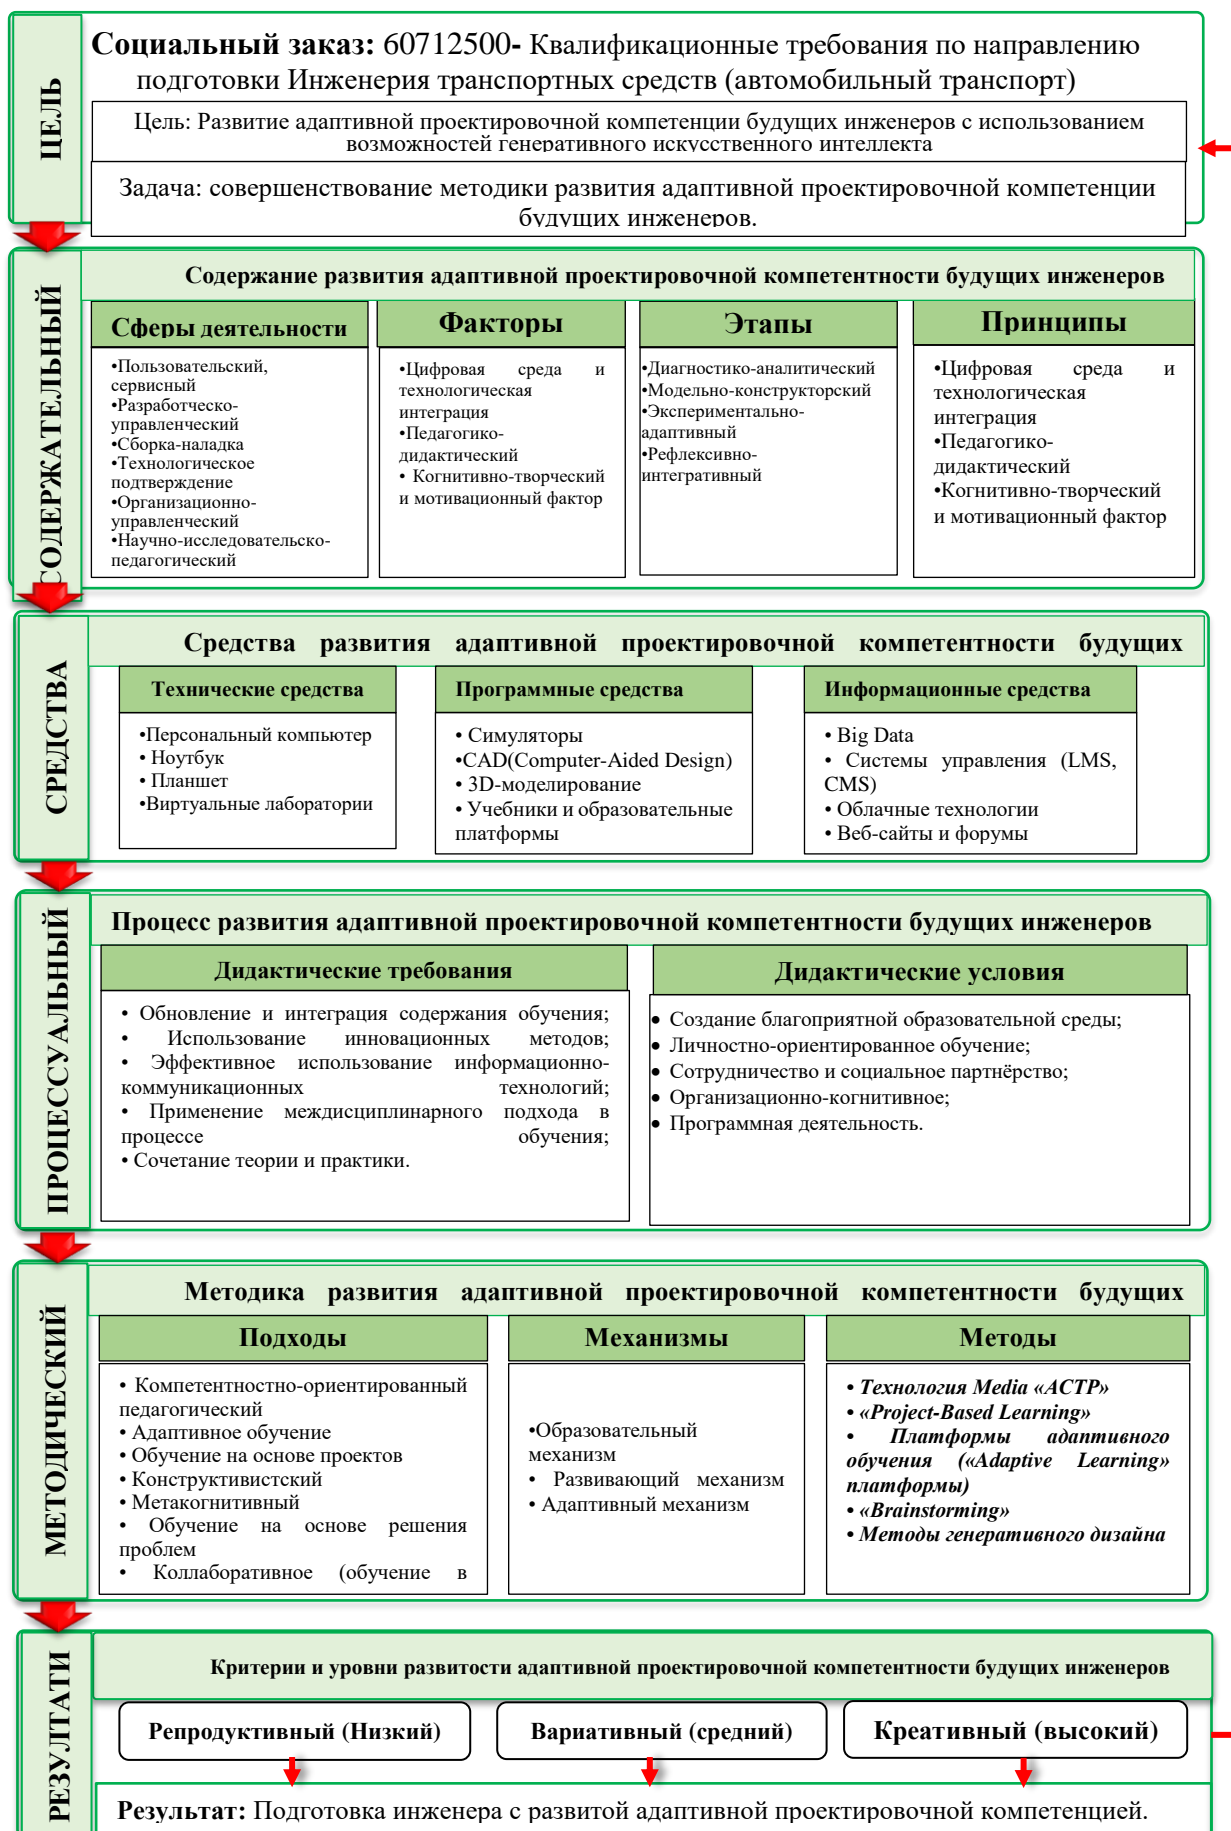 ЦЕЛЬ
Социальный заказ: 60712500- Квалификационные требования по направлению
подготовки Инженерия транспортных средств (автомобильный транспорт)
Цель: Развитие адаптивной проектировочной компетенции будущих инженеров с использованием
возможностей генеративного искусственного интеллекта
Задача: совершенствование методики развития адаптивной проектировочной компетенции
будущих инженеров.
СОДЕРЖАТЕЛЬНЫЙ
Содержание развития адаптивной проектировочной компетентности будущих инженеров
Сферы деятельности
•Пользовательский,
сервисный
•Разработческо-
управленческий
•Сборка-наладка
•Технологическое
подтверждение
•Организационно-
управленческий
•Научно-исследовательско-
педагогический
Факторы
•Цифровая среда и
технологическая
интеграция
•Педагогико-
дидактический
• Когнитивно-творческий
и мотивационный фактор
Этапы
•Диагностико-аналитический
•Модельно-конструкторский
•Экспериментально-
адаптивный
•Рефлексивно-
интегративный
Принципы
•Цифровая среда и
технологическая
интеграция
•Педагогико-
дидактический
•Когнитивно-творческий
и мотивационный фактор
СРЕДСТВА
Средства развития адаптивной проектировочной компетентности будущих
Технические средства
•Персональный компьютер
• Ноутбук
• Планшет
•Виртуальные лаборатории
Программные средства
• Симуляторы
•CAD(Computer-Aided Design)
• 3D-моделирование
• Учебники и образовательные
платформы
Информационные средства
• Big Data
• Системы управления (LMS,
CMS)
• Облачные технологии
• Веб-сайты и форумы
ПРОЦЕССУАЛЬНЫЙ
Процесс развития адаптивной проектировочной компетентности будущих инженеров
Дидактические требования
• Обновление и интеграция содержания обучения;
• Использование инновационных методов;
• Эффективное использование информационно-
коммуникационных технологий;
• Применение междисциплинарного подхода в
процессе обучения;
• Сочетание теории и практики.
Дидактические условия
• Создание благоприятной образовательной среды;
• Личностно-ориентированное обучение;
• Сотрудничество и социальное партнёрство;
• Организационно-когнитивное;
• Программная деятельность.
МЕТОДИЧЕСКИЙ
Методика развития адаптивной проектировочной компетентности будущих
Подходы
• Компетентностно-ориентированный
педагогический
• Адаптивное обучение
• Обучение на основе проектов
• Конструктивистский
• Метакогнитивный
• Обучение на основе решения
проблем
• Коллаборативное (обучение в
Механизмы
•Образовательный
механизм
• Развивающий механизм
• Адаптивный механизм
Методы
• Технология Media «ACTP»
• «Project-Based Learning»
• Платформы адаптивного
обучения («Adaptive Learning»
платформы)
• «Brainstorming»
• Методы генеративного дизайна
РЕЗУЛТАТИ
Критерии и уровни развитости адаптивной проектировочной компетентности будущих инженеров
Репродуктивный (Низкий)
Вариативный (средний)
Креативный (высокий)
Результат: Подготовка инженера с развитой адаптивной проектировочной компетенцией.